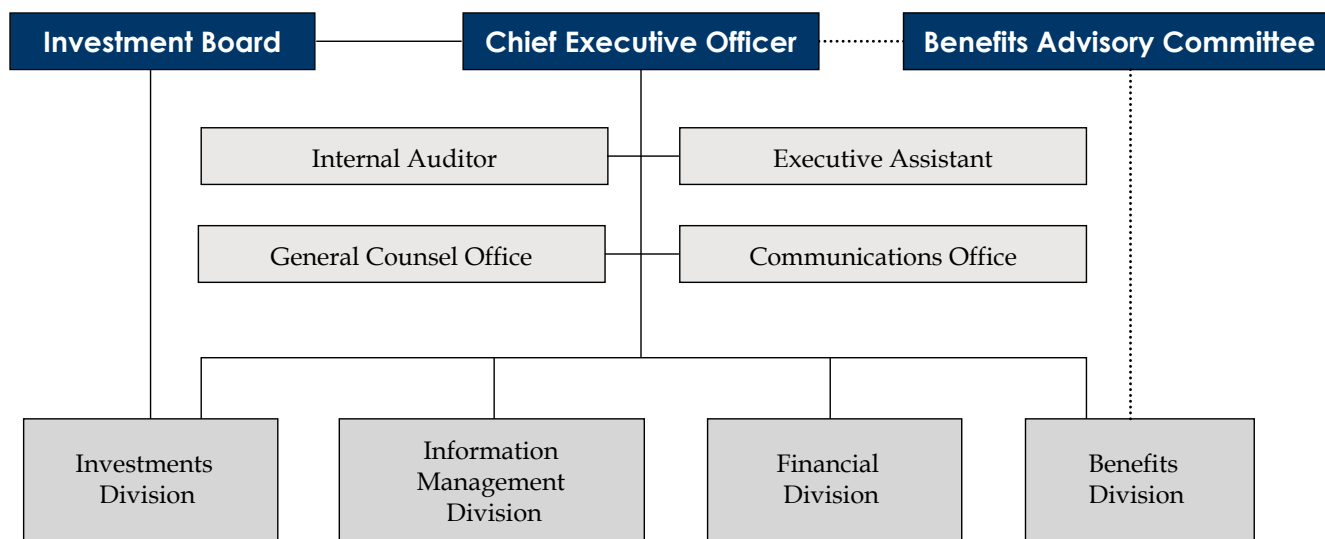 Investment Board
Chief Executive Officer
Benefits Advisory Committee
Internal Auditor
Executive Assistant
General Counsel Office
Communications Office
Investments
Division
Information
Management
Division
Financial
Division
Benefits
Division